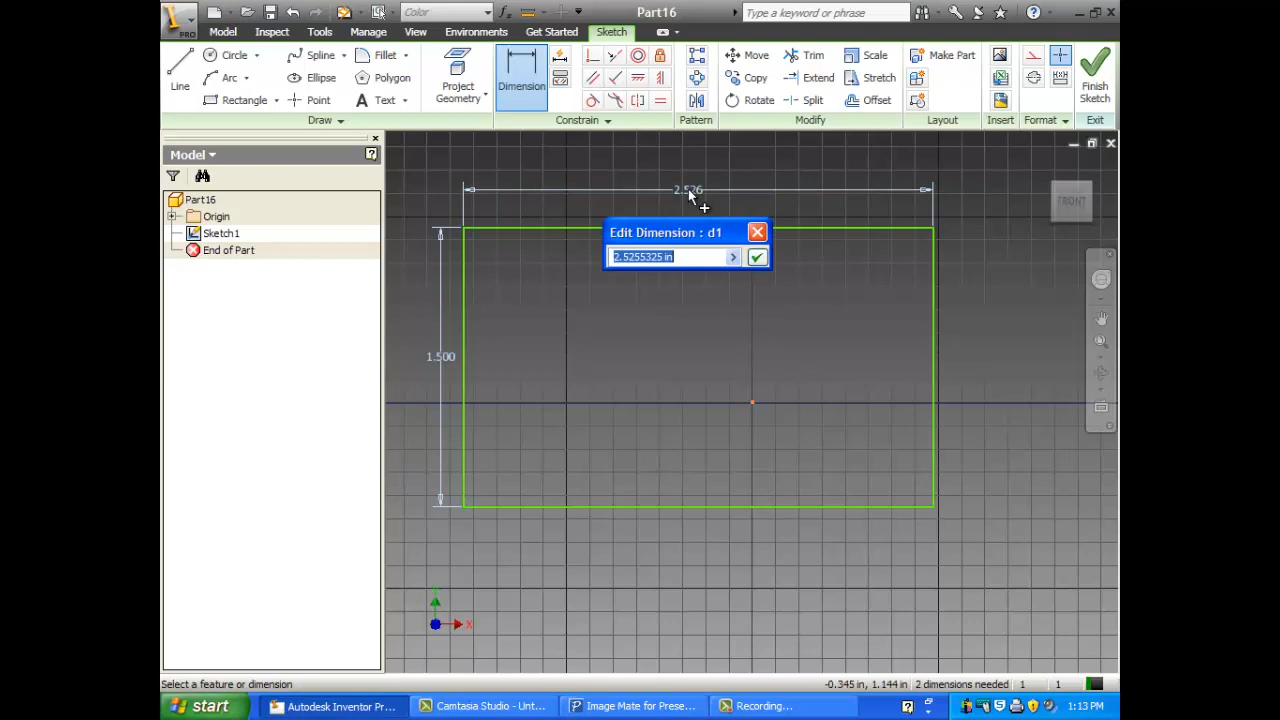 PRO
Color
Part16
Type a keyword or phrase
Model Inspect Tools Manage View Environments Get Started Sketch
Line
Circle
Arc
Rectangle
Spline
Ellipse
Point
Fillet
Polygon
Text
Project Geometry
Dimension
Move
Copy
Rotate
Trim
Extend
Split
Scale
Stretch
Offset
Make Part
Finish Sketch
Draw
Constrain
Pattern
Modify
Layout
Insert
Format
Exit
Model
Part16
Origin
Sketch1
End of Part
2.526
FRONT
Edit Dimension : d1
2.5255325 in
1.500
X
Select a feature or dimension
-0.345 in, 1.144 in 2 dimensions needed 1 1
start
Autodesk Inventor Pr...
Camtasia Studio - Unt...
Image Mate for Prese...
Recording...
1:13 PM